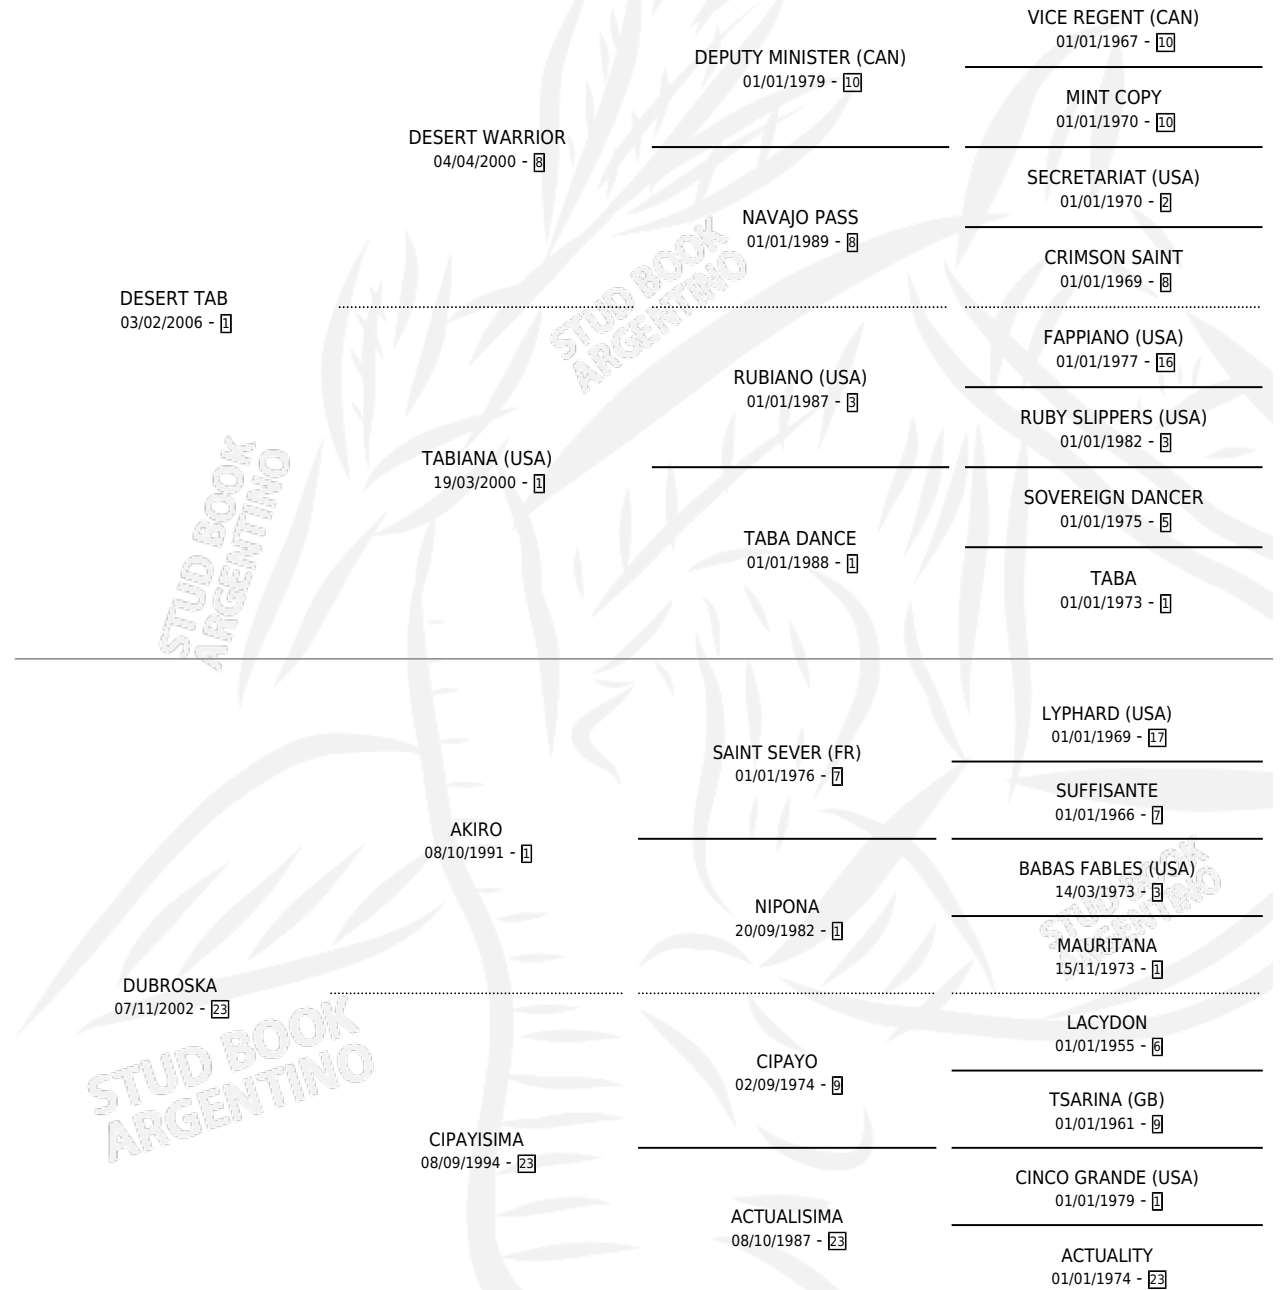 VICE REGENT (CAN)
01/01/1967 - 10
DEPUTY MINISTER (CAN)
01/01/1979 - 10
MINT COPY
01/01/1970 - 10
DESERT WARRIOR
04/04/2000 - 8
SECRETARIAT (USA)
01/01/1970 - 2
NAVAJO PASS
01/01/1989 - 8
CRIMSON SAINT
01/01/1969 - 8
DESERT TAB
03/02/2006 - 1
FAPPIANO (USA)
01/01/1977 - 16
RUBIANO (USA)
01/01/1987 - 3
RUBY SLIPPERS (USA)
01/01/1982 - 3
TABIANA (USA)
19/03/2000 - 1
SOVEREIGN DANCER
01/01/1975 - 5
TABA DANCE
01/01/1988 - 1
TABA
01/01/1973 - 1
STUD BOOK
ARGENTINO
STUD BOOK
ARGENTINO
LYPHARD (USA)
01/01/1969 - 17
SAINT SEVER (FR)
01/01/1976 - 7
SUFFISANTE
01/01/1966 - 7
AKIRO
08/10/1991 - 1
BABAS FABLES (USA)
14/03/1973 - 3
NIPONA
20/09/1982 - 1
MAURITANA
15/11/1973 - 1
DUBROSKA
07/11/2002 - 23
LACYDON
01/01/1955 - 6
CIPAYO
02/09/1974 - 9
TSARINA (GB)
01/01/1961 - 9
CIPAYISIMA
08/09/1994 - 23
CINCO GRANDE (USA)
01/01/1979 - 1
ACTUALISIMA
08/10/1987 - 23
ACTUALITY
01/01/1974 - 23
STUD BOOK
ARGENTINO
STUD BOOK
ARGENTINO